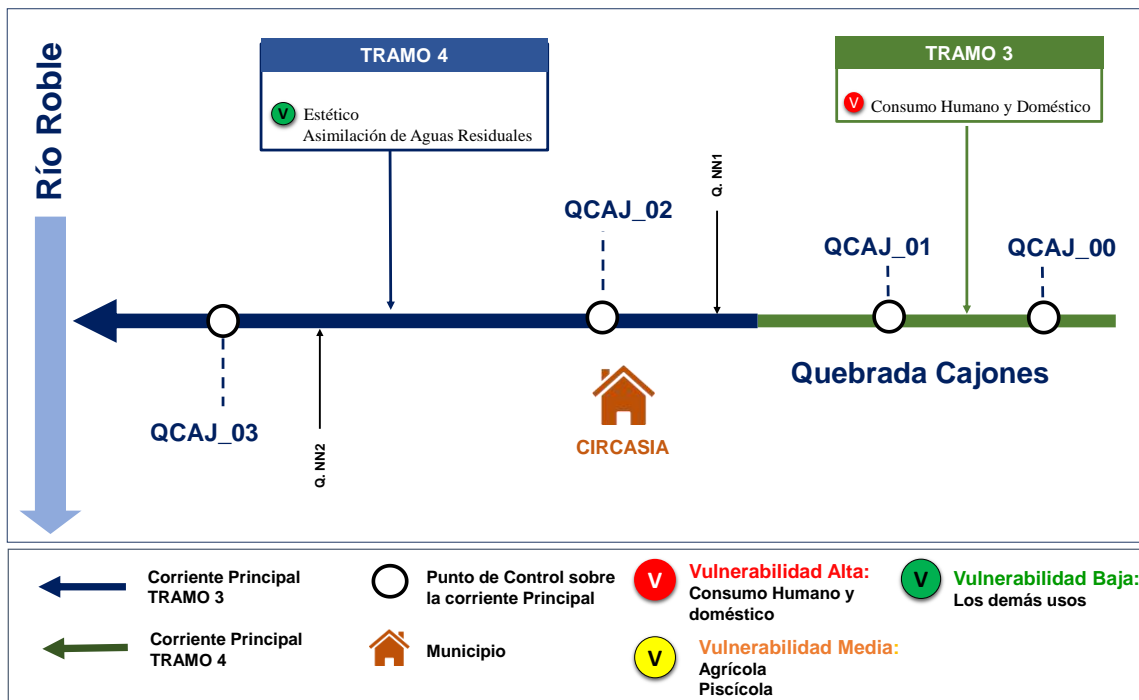 Río Roble
TRAMO 4
V
Estético
Asimilación de Aguas Residuales
TRAMO 3
V
Consumo Humano y Doméstico
Q. NN1
QCAJ_02
QCAJ_01
QCAJ_00
Quebrada Cajones
QCAJ_03
Q. NN2
CIRCASIA
Corriente Principal
TRAMO 3
Corriente Principal
TRAMO 4
Punto de Control sobre
la corriente Principal
Municipio
V
Vulnerabilidad Alta:
Consumo Humano y
doméstico
V
Vulnerabilidad Media:
Agrícola
Piscícola
V
Vulnerabilidad Baja:
Los demás usos